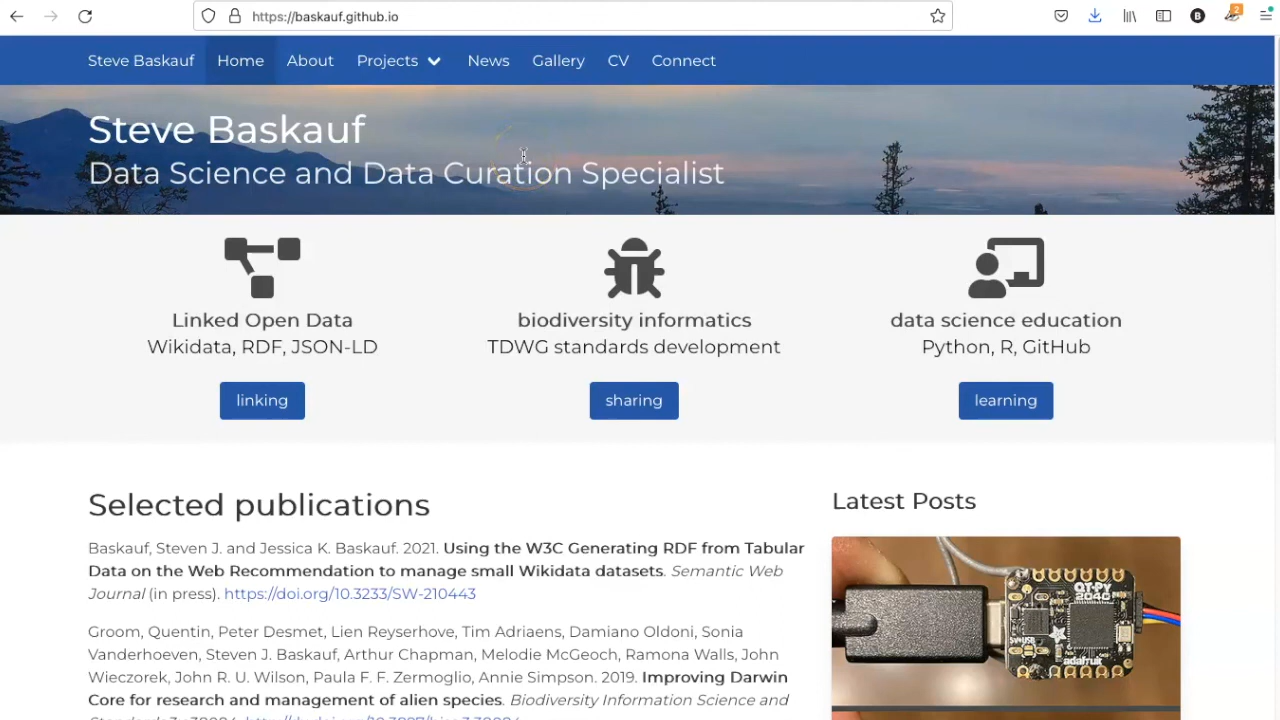 https://baskauf.github.io
B
2
Steve Baskauf Home About Projects News Gallery CV Connect
Steve Baskauf
Data Science and Data Curation Specialist
Linked Open Data
Wikidata, RDF, JSON-LD
linking
biodiversity informatics
TDWG standards development
sharing
data science education
Python, R, GitHub
learning
Selected publications
Baskauf, Steven J. and Jessica K. Baskauf. 2021. Using the W3C Generating RDF from Tabular
Data on the Web Recommendation to manage small Wikidata datasets. Semantic Web
Journal (in press). https://doi.org/10.3233/SW-210443
Groom, Quentin, Peter Desmet, Lien Reyserhove, Tim Adriaens, Damiano Oldoni, Sonia
Vanderhoeven, Steven J. Baskauf, Arthur Chapman, Melodie McGeoch, Ramona Walls, John
Wieczorek, John R. U. Wilson, Paula F. F. Zermoglio, Annie Simpson. 2019. Improving Darwin
Core for research and management of alien species. Biodiversity Information Science and
Latest Posts
QT-PY
2040
adafruit